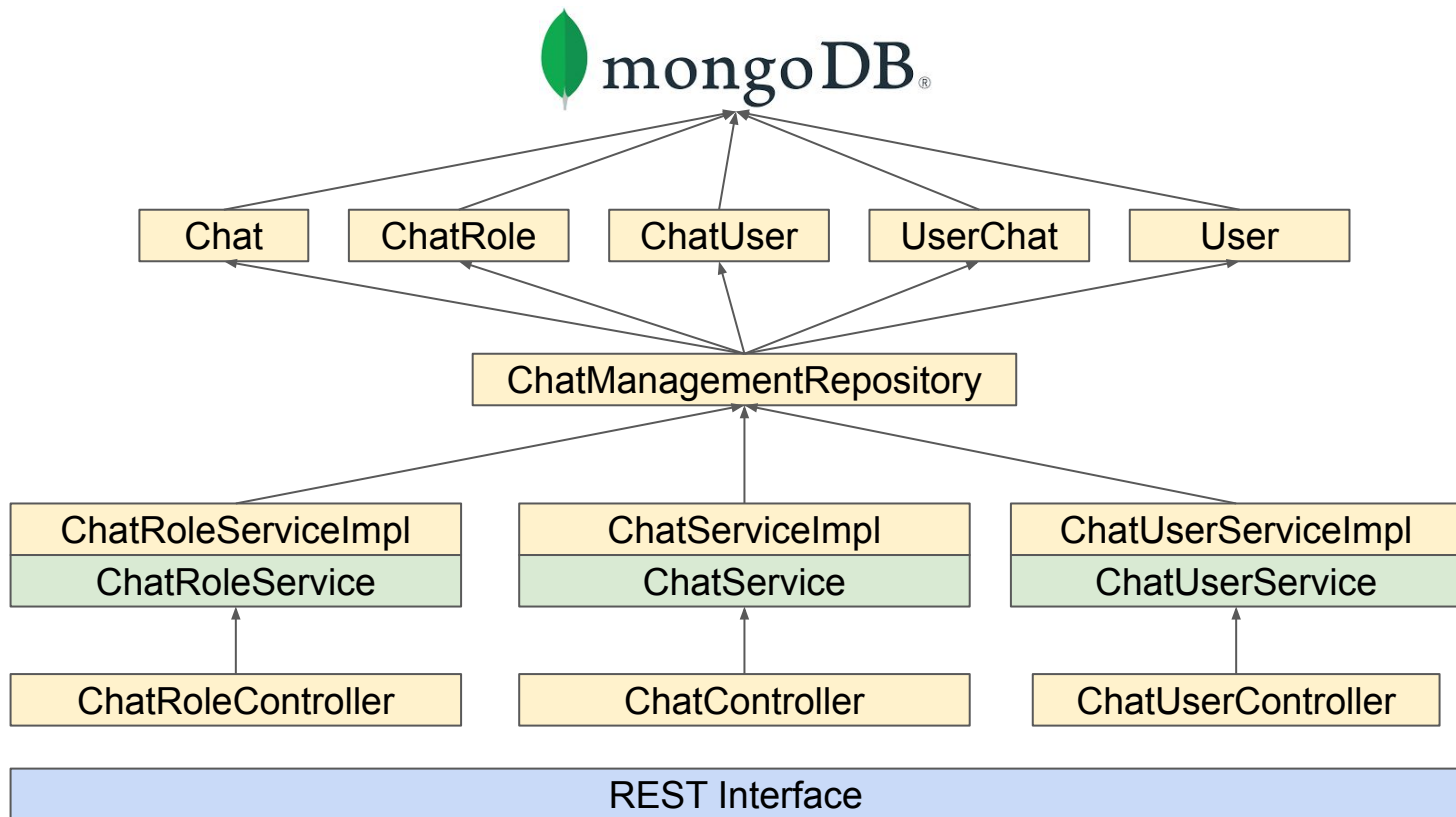 mongoDB®
Chat
ChatRole
ChatUser
UserChat
User
ChatManagementRepository
ChatRoleServiceImpl
ChatServiceImpl
ChatUserServiceImpl
ChatRoleService
ChatService
ChatUserService
ChatRoleController
ChatController
ChatUserController
REST Interface